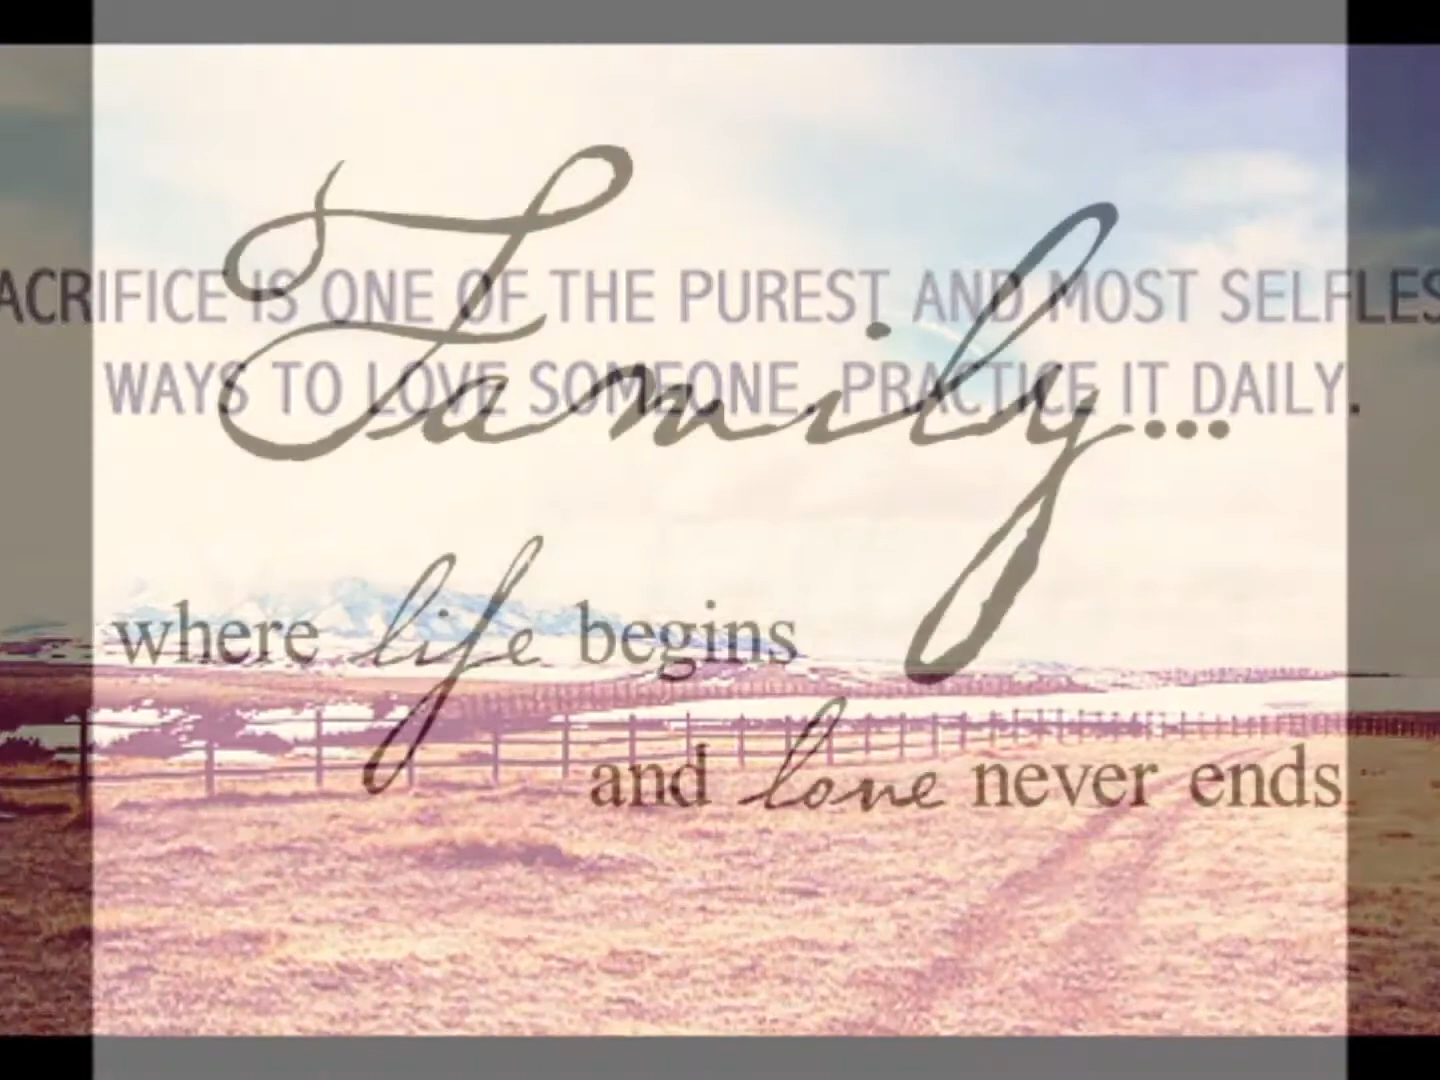 ACRIFICE IS ONE OF THE PUREST AND MOST SELFLES
WAYS TO LOVE SOMEONE. PRACTICE IT DAILY.
Family...
where life begins
and love never ends